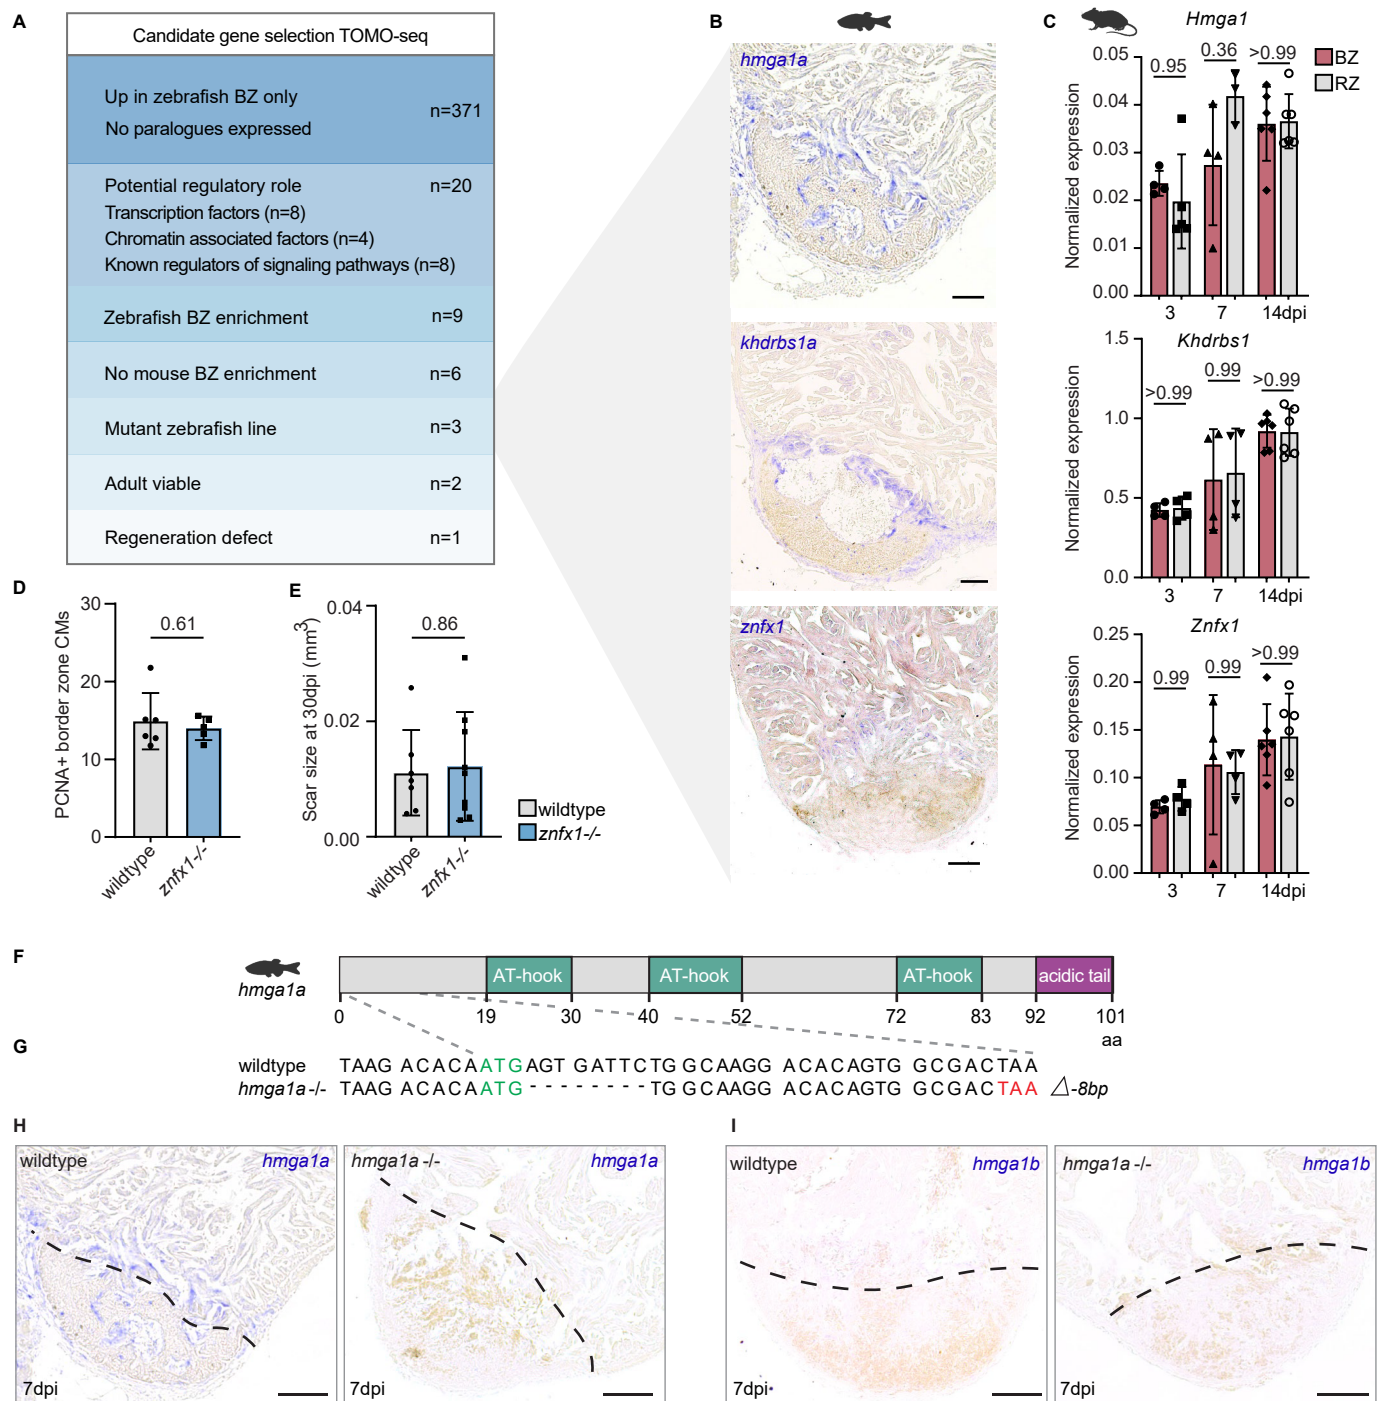 A
Candidate gene selection TOMO-seq
Up in zebrafish BZ only
No paralogues expressed
n=371
Potential regulatory role n=20
Transcription factors (n=8)
Chromatin associated factors (n=4)
Known regulators of signaling pathways (n=8)
Zebrafish BZ enrichment n=9
No mouse BZ enrichment n=6
Mutant zebrafish line n=3
Adult viable n=2
Regeneration defect n=1
B
hmga1a
khdrbs1a
znfx1
C
Hmga1
BZ
RZ
Normalized expression
0.05
0.04
0.03
0.02
0.01
0.00
0.95
0.36
>0.99
3 7 14dpi
Khdrbs1
Normalized expression
1.5
1.0
0.5
0.0
>0.99
0.99
>0.99
3 7 14dpi
Znfx1
Normalized expression
0.25
0.20
0.15
0.10
0.05
0.00
0.99
0.99
>0.99
3 7 14dpi
D
PCNA+ border zone CMs
30
20
10
0
0.61
wildtype
znfx1-/-
E
Scar size at 30dpi (mm3)
0.04
0.02
0.00
0.86
wildtype
znfx1-/-
wildtype
znfx1-/-
F
hmga1a
AT-hook AT-hook AT-hook acidic tail
0 19 30 40 52 72 83 92 101
aa
G
wildtype TAAG ACACAATGAGT GATTCTGGCAAGG ACACAGTG GCGACTAA
hmga1a-/- TAAG ACACAATG--------TGGCAAGG ACACAGTG GCGACTAA △-8bp
H
wildtype hmga1a
7dpi
hmga1a-/- hmga1a
I
wildtype hmga1b
7dpi
hmga1a-/- hmga1b
7dpi